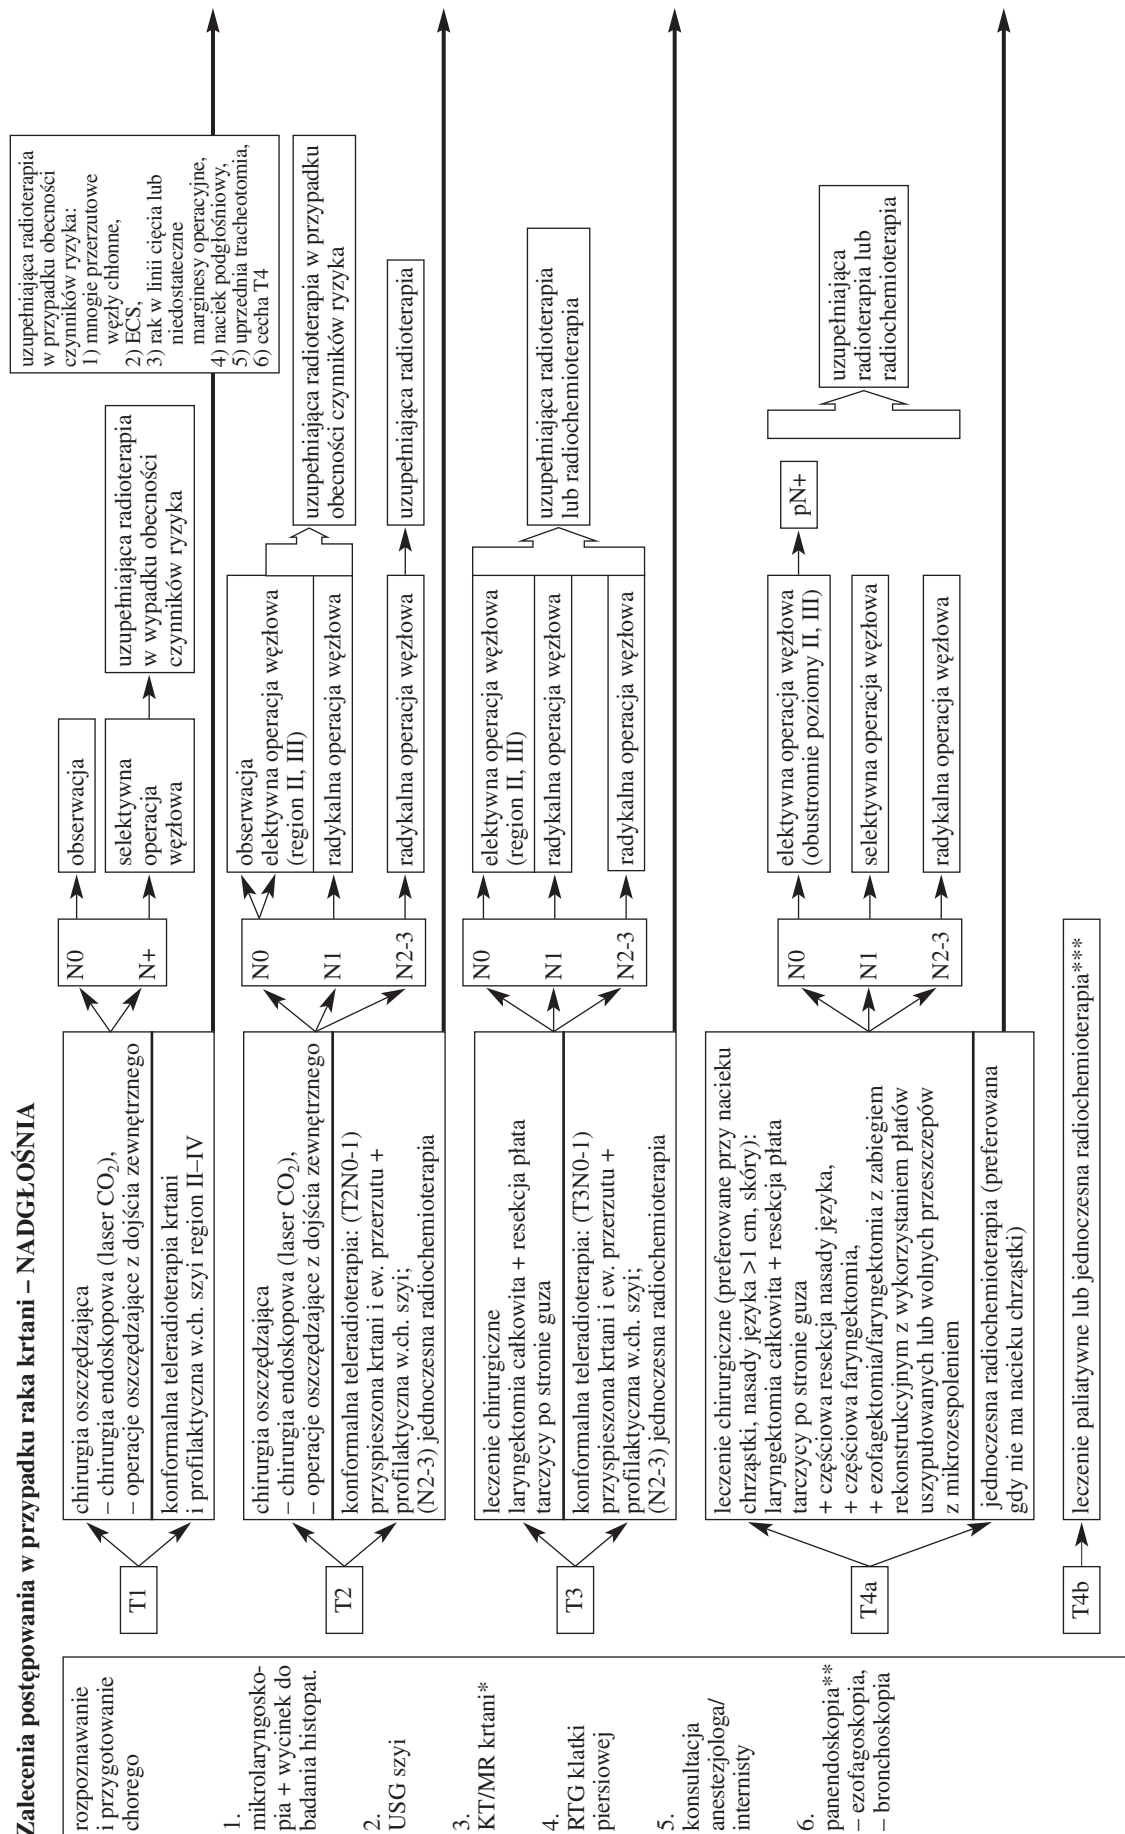 Zalecenia postępowania w przypadku raka krtani – NADGŁOŚNIA
rozpoznawanie
i przygotowanie
chorego
1.
mikrolaryngosko-
pia + wycinek do
badania histopat.
2.
USG szyi
3.
KT/MR krtani*
4.
RTG klatki
piersiowej
5.
konsultacja
anestezjologa/
internisty
6.
panendoskopia**
– ezofagoskopia,
– bronchoskopia
T1
chirurgia oszczędzająca
– chirurgia endoskopowa (laser CO₂),
– operacje oszczędzające z dojścia zewnętrznego
konformalna teleradioterapia krtani
i profilaktyczna w.ch. szyi region II–IV
N0
N+
obserwacja
selektywna
operacja
węzłowa
uzupełniająca radioterapia
w wypadku obecności
czynników ryzyka
uzupełniająca radioterapia
w przypadku obecności
czynników ryzyka:
1) mnogie przerzutowe
węzły chłonne,
2) ECS,
3) rak w linii cięcia lub
niedostateczne
marginesy operacyjne,
4) naciek podgłośniowy,
5) uprzednia tracheotomia,
6) cecha T4
T2
chirurgia oszczędzająca
– chirurgia endoskopowa (laser CO₂),
– operacje oszczędzające z dojścia zewnętrznego
konformalna teleradioterapia: (T2N0-1)
przyspieszona krtani i ew. przerzutu +
profilaktyczna w.ch. szyi;
(N2-3) jednoczesna radiochemioterapia
N0
N1
N2-3
obserwacja
elektywna operacja węzłowa
(region II, III)
radykalna operacja węzłowa
radykalna operacja węzłowa
uzupełniająca radioterapia w przypadku
obecności czynników ryzyka
uzupełniająca radioterapia
T3
leczenie chirurgiczne
laryngektomia całkowita + resekcja płata
tarczycy po stronie guza
konformalna teleradioterapia: (T3N0-1)
przyspieszona krtani i ew. przerzutu +
profilaktyczna w.ch. szyi;
(N2-3) jednoczesna radiochemioterapia
N0
N1
N2-3
elektywna operacja węzłowa
(region II, III)
radykalna operacja węzłowa
radykalna operacja węzłowa
uzupełniająca radioterapia
lub radiochemioterapia
T4a
leczenie chirurgiczne (preferowane przy nacieku
chrząstki, nasady języka >1 cm, skóry):
laryngektomia całkowita + resekcja płata
tarczycy po stronie guza
+ częściowa resekcja nasady języka,
+ częściowa faryngektomia,
+ ezofagektomia/faryngektomia z zabiegiem
rekonstrukcyjnym z wykorzystaniem płatów
uszypułowanych lub wolnych przeszczepów
z mikrozespoleniem
jednoczesna radiochemioterapia (preferowana
gdy nie ma nacieku chrząstki)
N0
N1
N2-3
elektywna operacja węzłowa
(obustronnie poziomy II, III)
selektywna operacja węzłowa
radykalna operacja węzłowa
pN+
uzupełniająca
radioterapia lub
radiochemioterapia
T4b
leczenie paliatywne lub jednoczesna radiochemioterapia***